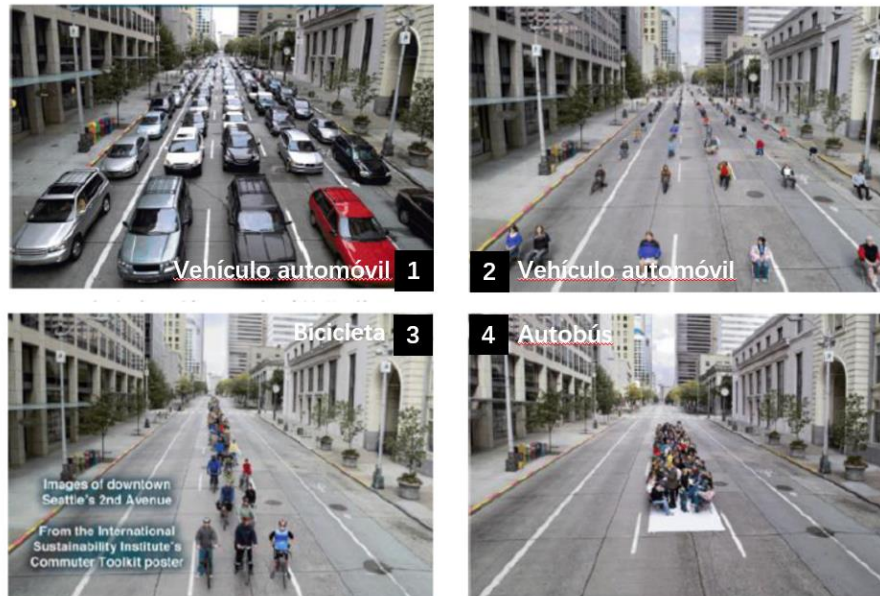 Vehículo automóvil 1
2 Vehículo automóvil
Bicicleta 3
4 Autobús
Images of downtown
Seattle's 2nd Avenue
From the International
Sustainability Institute's
Commuter Toolkit poster